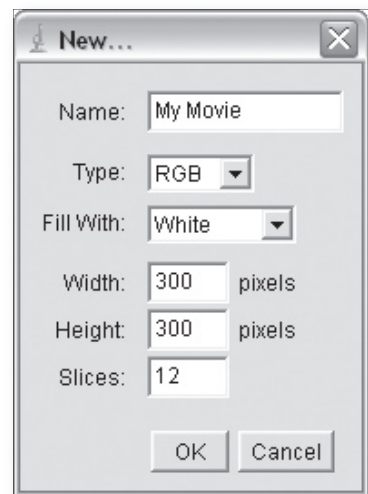 New...
Name: My Movie
Type: RGB
Fill With: White
Width: 300 pixels
Height: 300 pixels
Slices: 12
OK Cancel